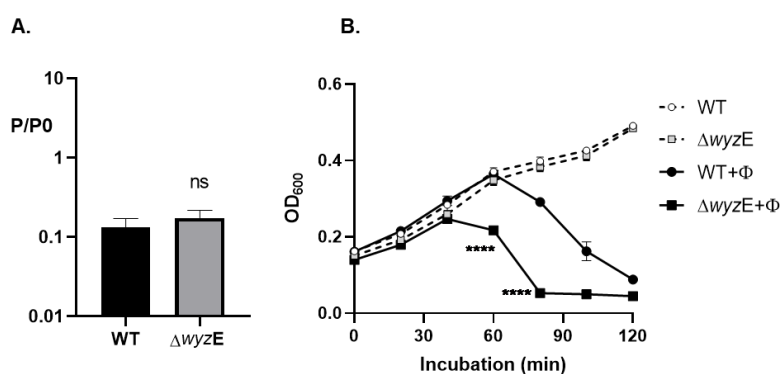 A.
10
P/P0
1
ns
0.1
0.01
WT
ΔwyzE
B.
0.6
0.4
OD600
0.2
0.0
****
****
0
30
60
90
120
Incubation (min)
WT
ΔwyzE
WT+Φ
ΔwyzE+Φ